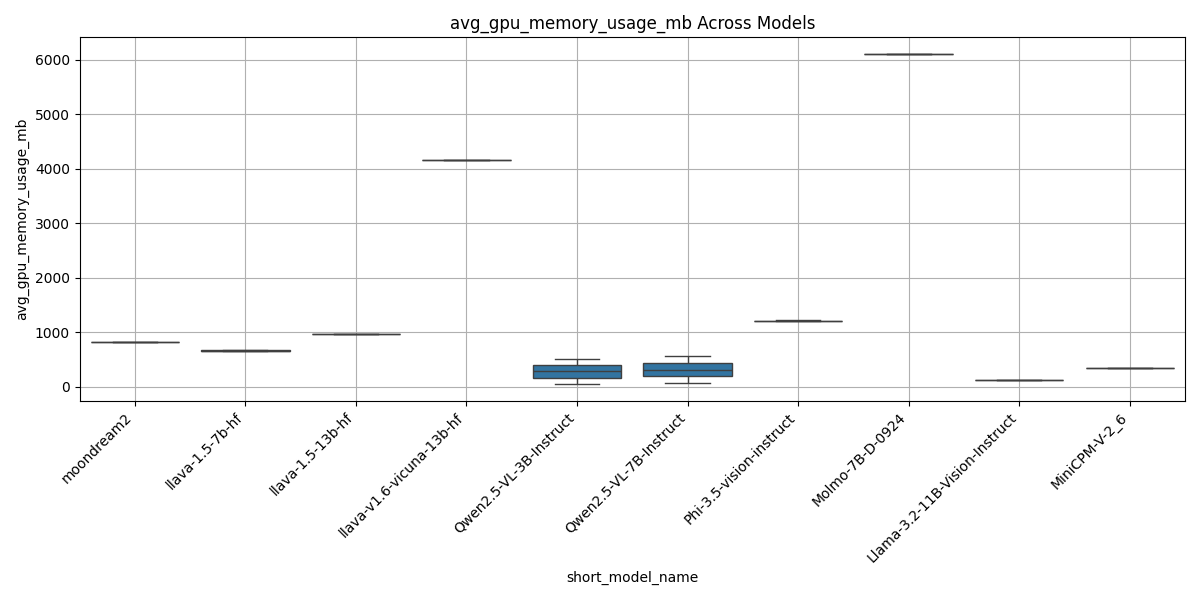 avg_gpu_memory_usage_mb Across Models
avg_gpu_memory_usage_mb
6000
5000
4000
3000
2000
1000
0
moondream2
llava-1.5-7b-hf
llava-1.5-13b-hf
llava-v1.6-vicuna-13b-hf
Qwen2.5-VL-3B-Instruct
Qwen2.5-VL-7B-Instruct
Phi-3.5-vision-instruct
Molmo-7B-D-0924
Llama-3.2-11B-Vision-Instruct
MiniCPM-V-2_6
short_model_name